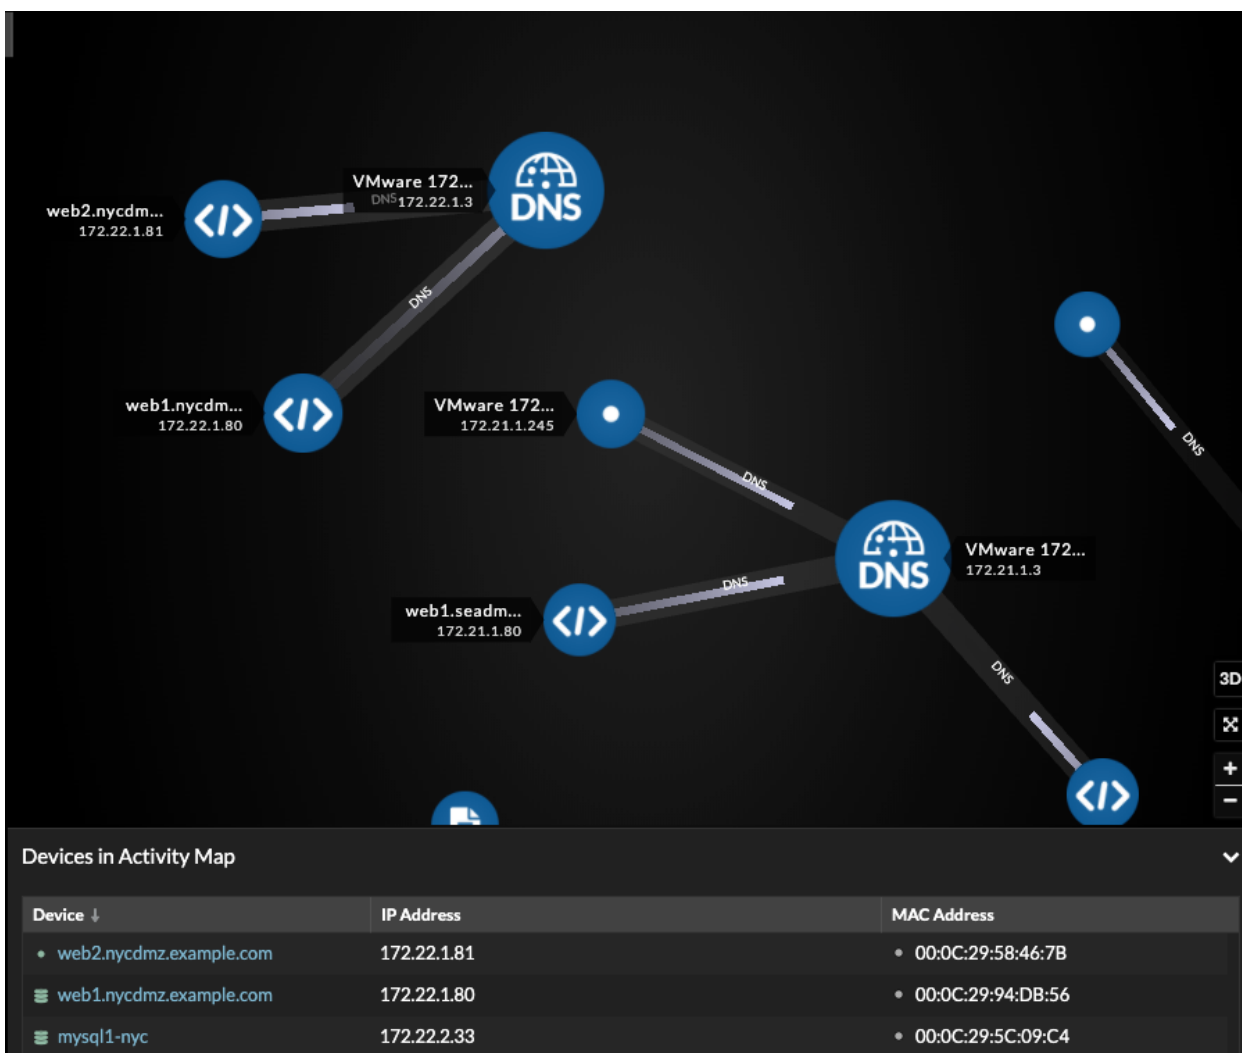 VMware 172...
172.22.1.3
DNS
DNS
web2.nycdm...
172.22.1.81
DNS
web1.nycdm...
172.22.1.80
VMware 172...
172.21.1.245
DNS
DNS
VMware 172...
172.21.1.3
DNS
DNS
web1.seadm...
172.21.1.80
DNS
3D
Devices in Activity Map
Device ↓ IP Address MAC Address
web2.nycdmz.example.com 172.22.1.81 00:0C:29:58:46:7B
web1.nycdmz.example.com 172.22.1.80 00:0C:29:94:DB:56
mysql1-nyc 172.22.2.33 00:0C:29:5C:09:C4